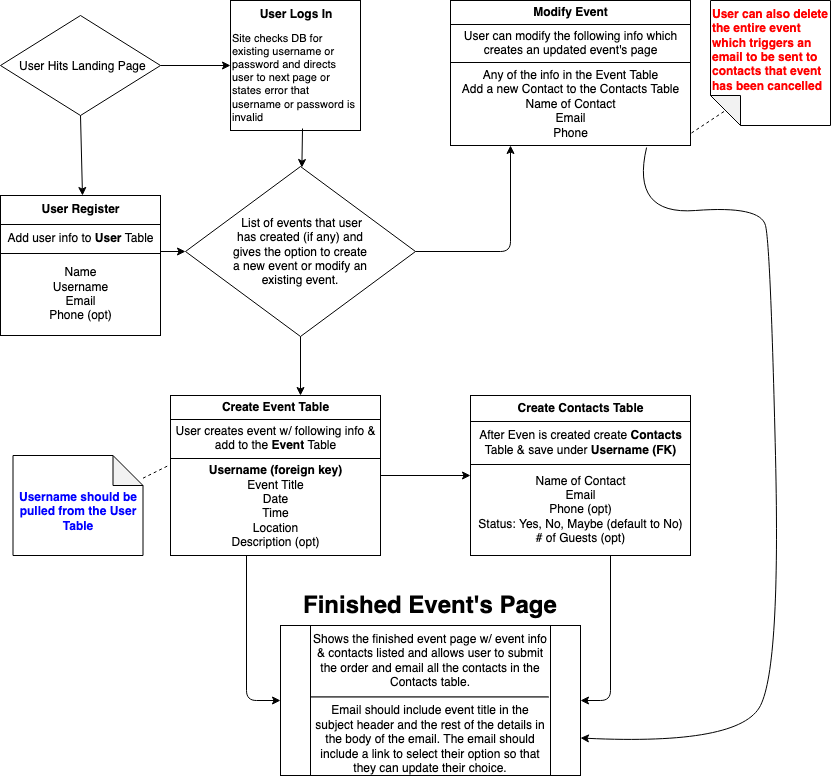 User Hits Landing Page
User Logs In
Site checks DB for
existing username or
password and directs
user to next page or
states error that
username or password is
invalid
Modify Event
User can modify the following info which
creates an updated event's page
Any of the info in the Event Table
Add a new Contact to the Contacts Table
Name of Contact
Email
Phone
User can also delete
the entire event
which triggers an
email to be sent to
contacts that event
has been cancelled
User Register
Add user info to User Table
Name
Username
Email
Phone (opt)
List of events that user
has created (if any) and
gives the option to create
a new event or modify an
existing event.
Create Event Table
User creates event w/ following info &
add to the Event Table
Username (foreign key)
Event Title
Date
Time
Location
Description (opt)
Create Contacts Table
After Even is created create Contacts
Table & save under Username (FK)
Name of Contact
Email
Phone (opt)
Status: Yes, No, Maybe (default to No)
# of Guests (opt)
Username should be
pulled from the User
Table
Finished Event's Page
Shows the finished event page w/ event info
& contacts listed and allows user to submit
the order and email all the contacts in the
Contacts table.
Email should include event title in the
subject header and the rest of the details in
the body of the email. The email should
include a link to select their option so that
they can update their choice.